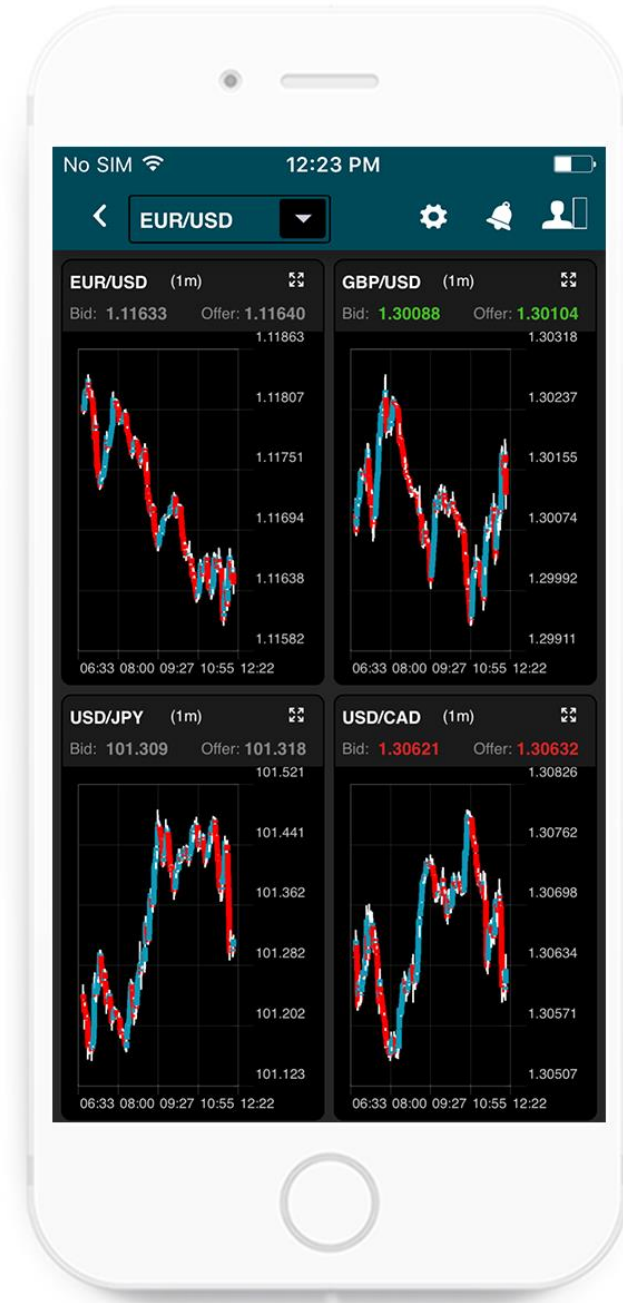 No SIM 12:23 PM
EUR/USD
EUR/USD (1m)
Bid: 1.11633 Offer: 1.11640
1.11863
1.11807
1.11751
1.11694
1.11638
1.11582
06:33 08:00 09:27 10:55 12:22
GBP/USD (1m)
Bid: 1.30088 Offer: 1.30104
1.30318
1.30237
1.30155
1.30074
1.29992
1.29911
06:33 08:00 09:27 10:55 12:22
USD/JPY (1m)
Bid: 101.309 Offer: 101.318
101.521
101.441
101.362
101.282
101.202
101.123
06:33 08:00 09:27 10:55 12:22
USD/CAD (1m)
Bid: 1.30621 Offer: 1.30632
1.30826
1.30762
1.30698
1.30634
1.30571
1.30507
06:33 08:00 09:27 10:55 12:22